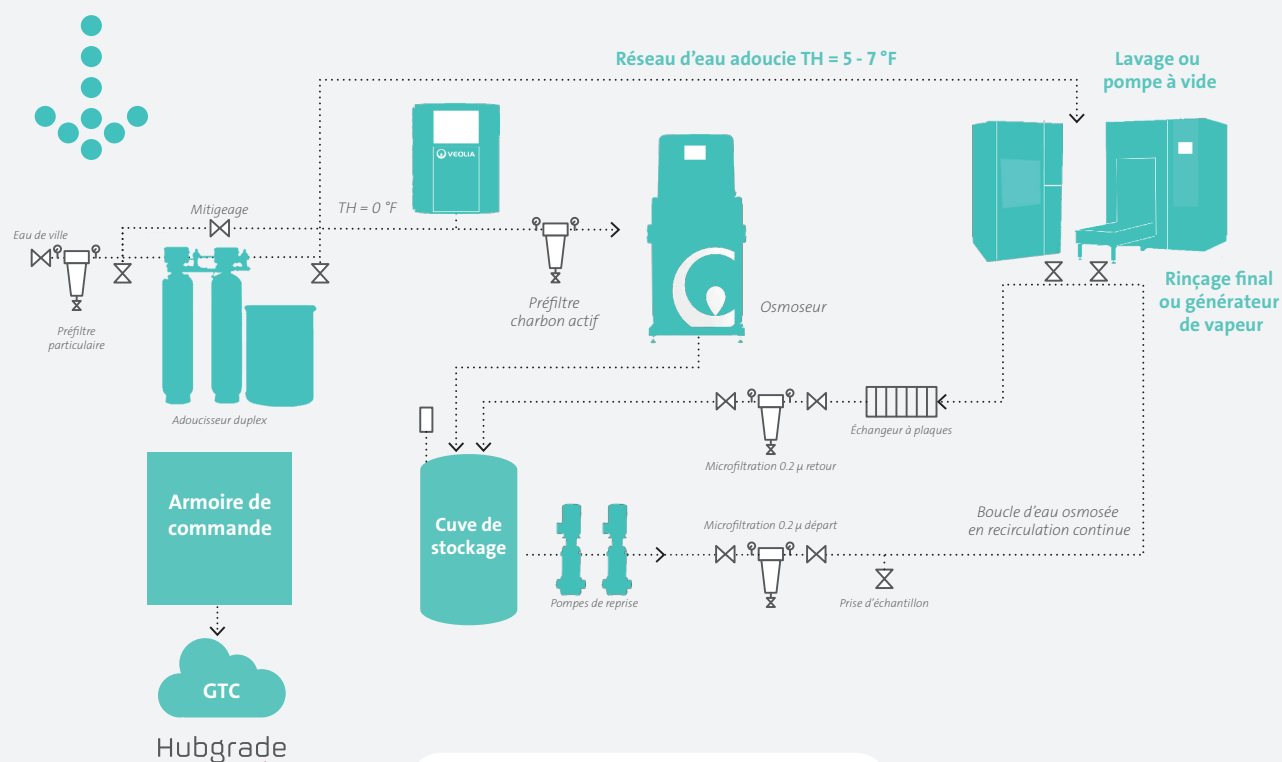 Réseau d'eau adoucie TH = 5 - 7 °F
Lavage ou
pompe à vide
VEOLIA
Mitigeage
TH = 0 °F
Eau de ville
Préfiltre
particulaire
Adoucisseur duplex
Préfiltre
charbon actif
Osmoseur
Rinçage final
ou générateur
de vapeur
Échangeur à plaques
Microfiltration 0.2 µ retour
Armoire de
commande
Cuve de
stockage
Pompes de reprise
Microfiltration 0.2 µ départ
Prise d'échantillon
Boucle d'eau osmosée
en recirculation continue
GTC
Hubgrade